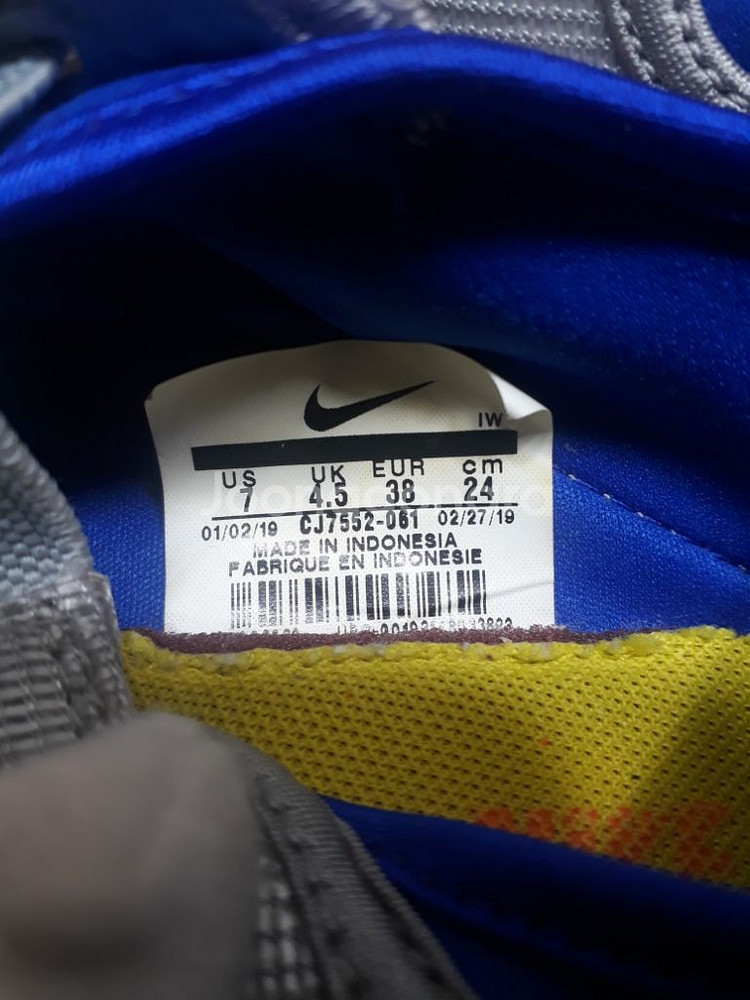 IW
US UK EUR cm
7 4.5 38 24
01/02/19 CJ7552-061 02/27/19
MADE IN INDONESIA
FABRIQUE EN INDONESIE